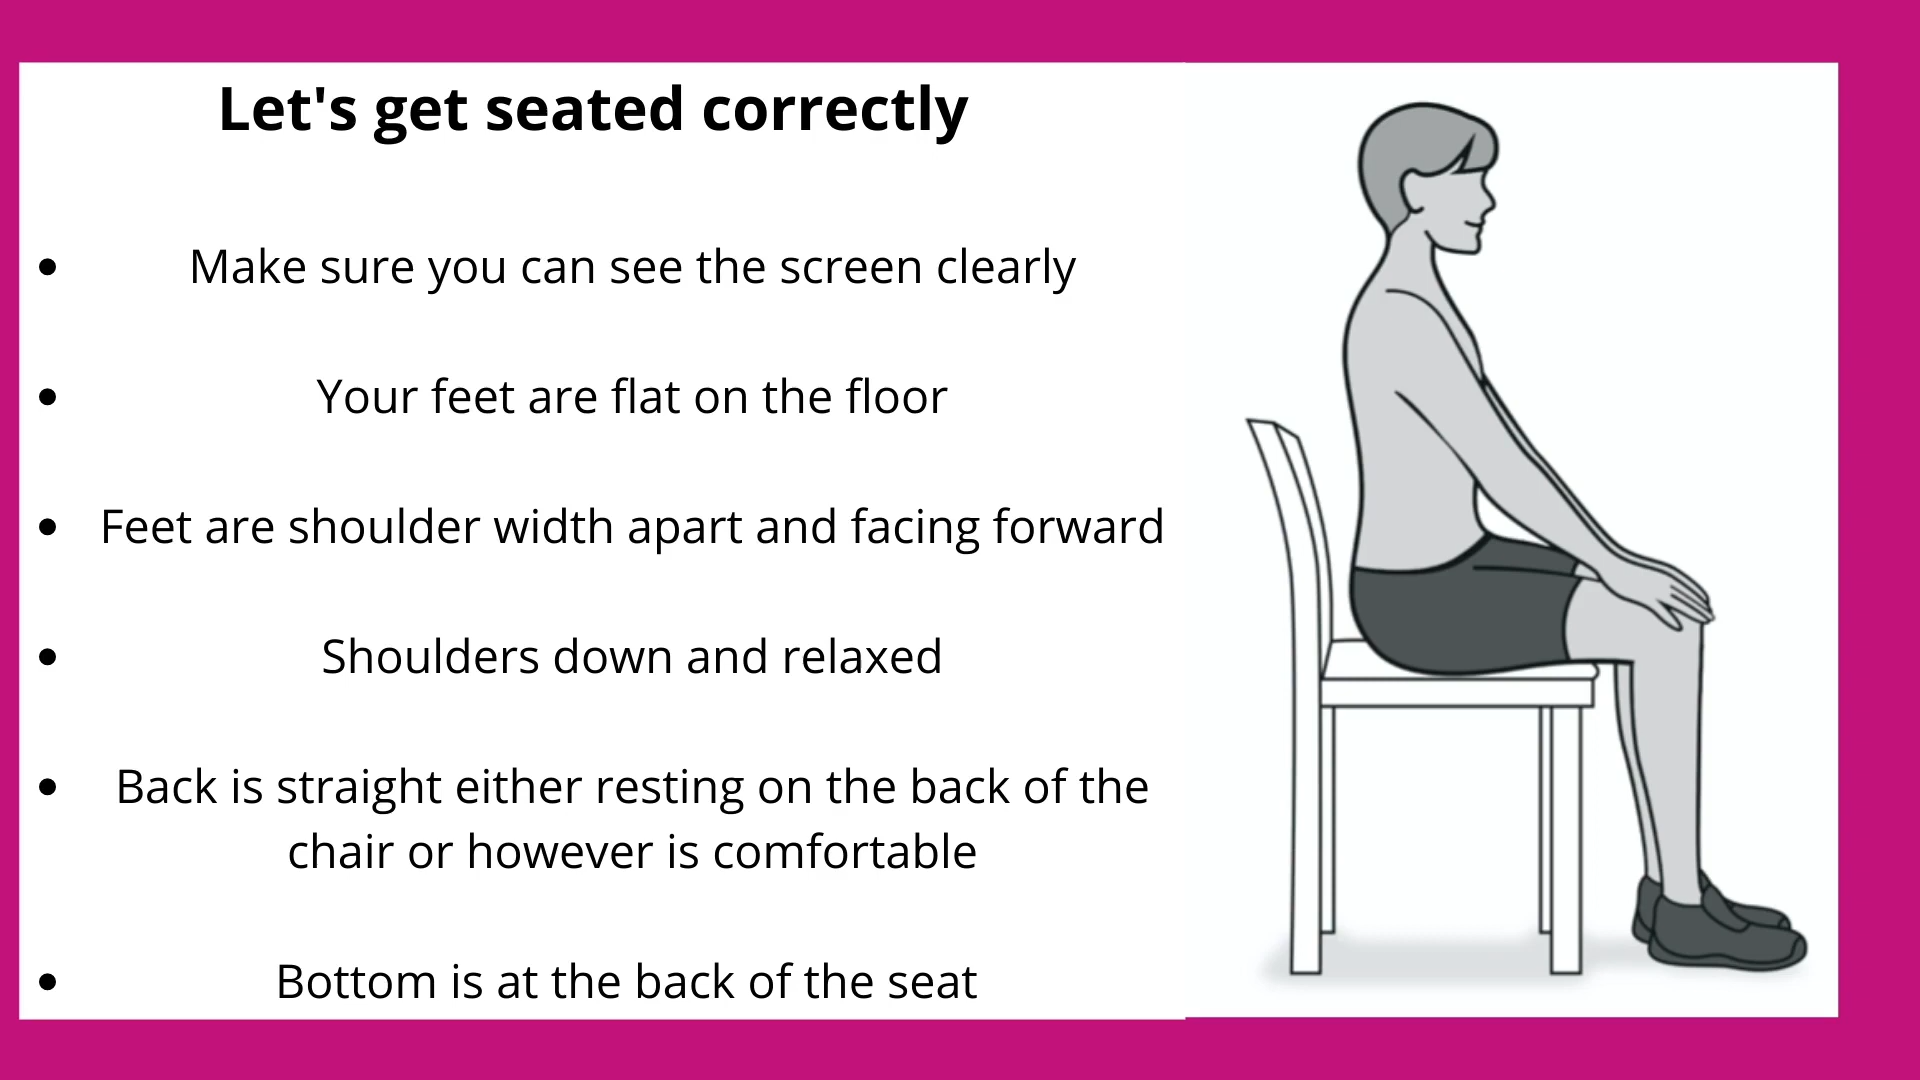 Let's get seated correctly
Make sure you can see the screen clearly
Your feet are flat on the floor
Feet are shoulder width apart and facing forward
Shoulders down and relaxed
Back is straight either resting on the back of the
chair or however is comfortable
Bottom is at the back of the seat